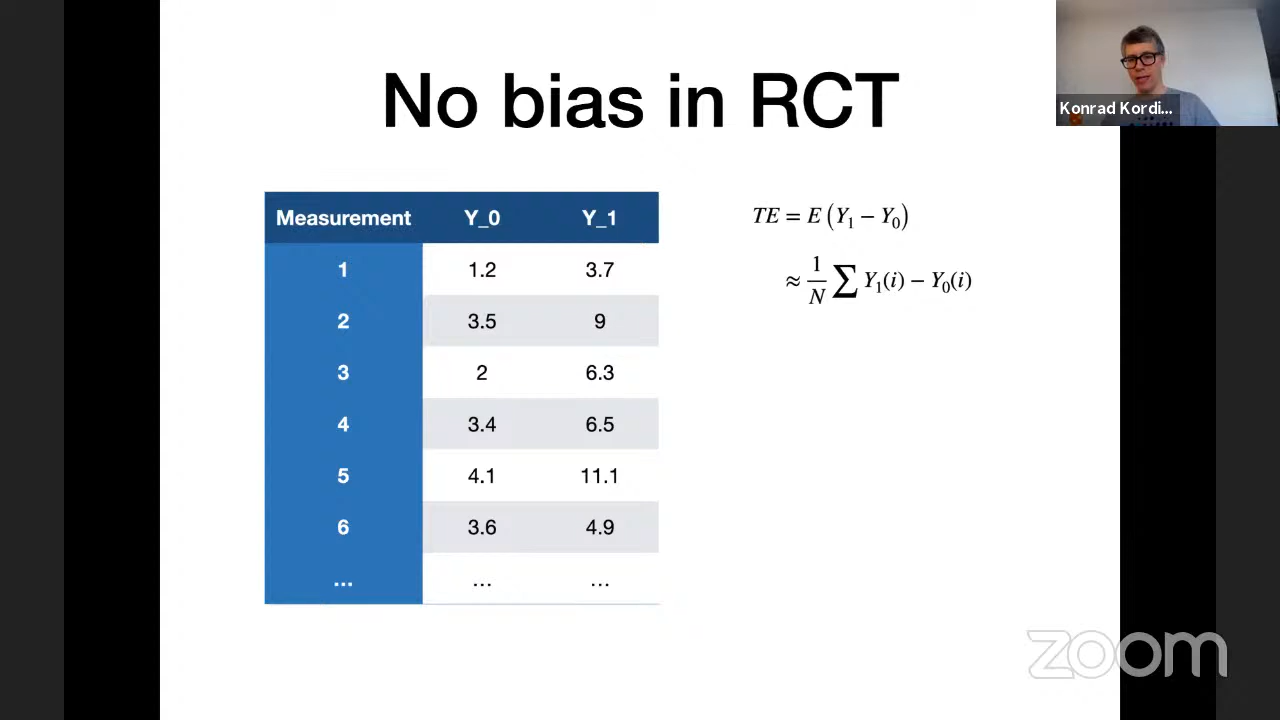 No bias in RCT
Konrad Kordi...
Measurement Y_0 Y_1
1 1.2 3.7
2 3.5 9
3 2 6.3
4 3.4 6.5
5 4.1 11.1
6 3.6 4.9
... ... ...
TE = E (Y₁ − Y₀)
≈ 1/N ∑ Y₁(i) − Y₀(i)
zoom